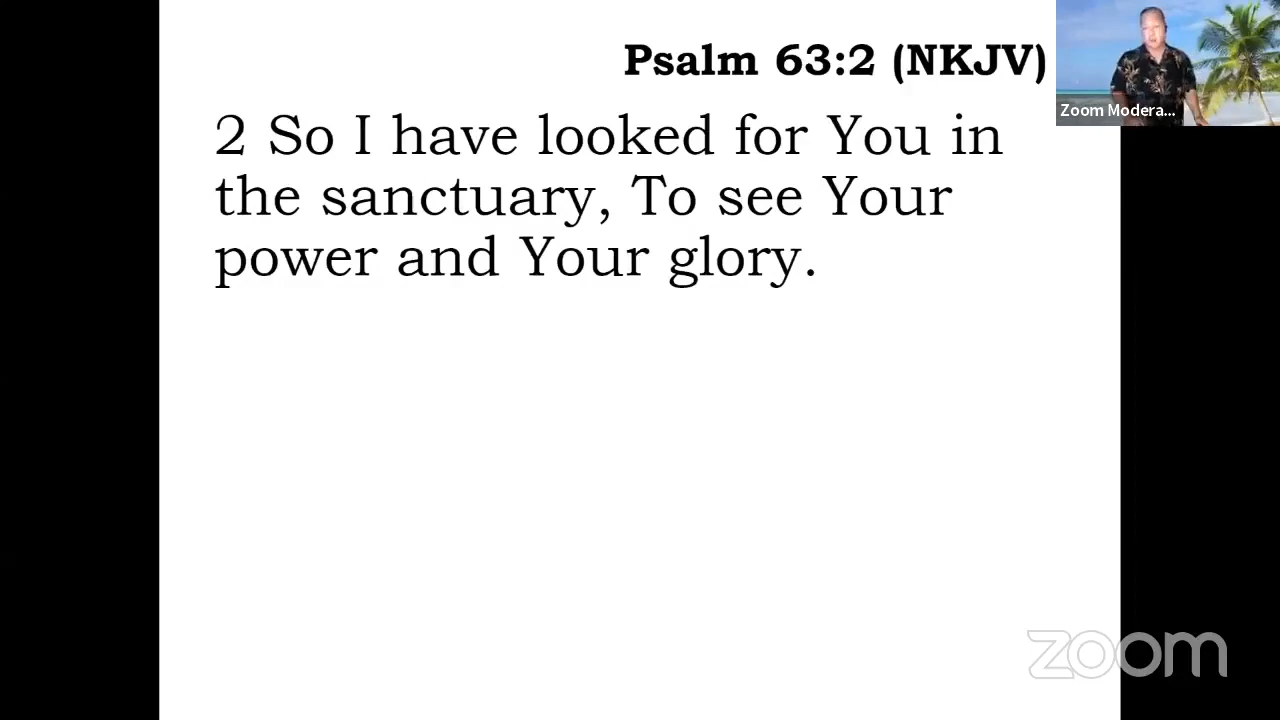 Psalm 63:2 (NKJV)
Zoom Modera...
2 So I have looked for You in
the sanctuary, To see Your
power and Your glory.
zoom